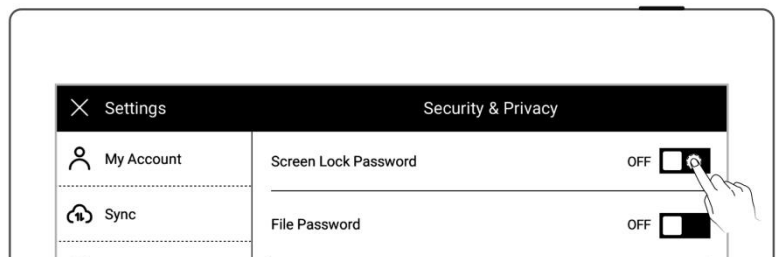 Settings
Security & Privacy
My Account
Screen Lock Password
OFF
Sync
File Password
OFF